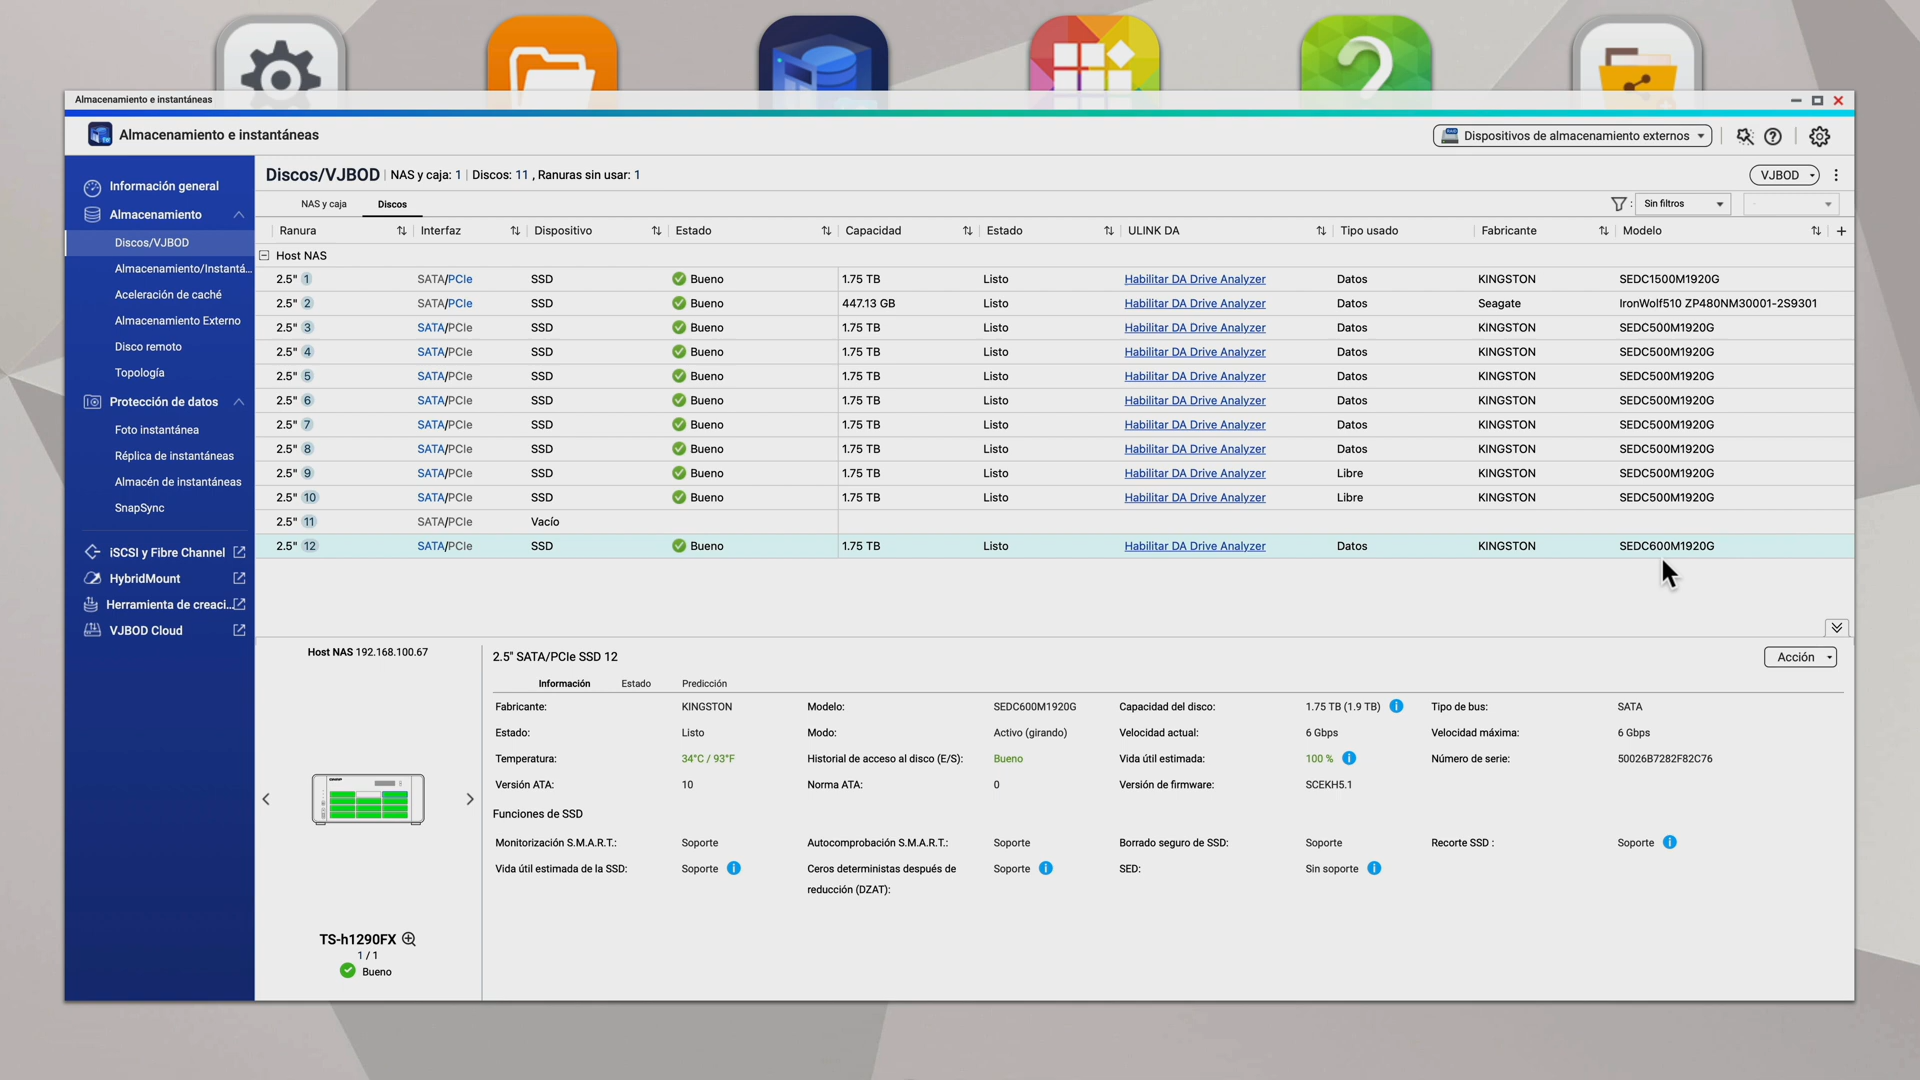 Almacenamiento e instantáneas
Almacenamiento e instantáneas
Dispositivos de almacenamiento externos
Información general
Almacenamiento
Discos/VJBOD
Almacenamiento/Instantá...
Aceleración de caché
Almacenamiento Externo
Disco remoto
Topología
Protección de datos
Foto instantánea
Réplica de instantáneas
Almacén de instantáneas
SnapSync
iSCSI y Fibre Channel
HybridMount
Herramienta de creaci...
VJBOD Cloud
Discos/VJBOD NAS y caja: 1 Discos: 11 , Ranuras sin usar: 1
VJBOD
NAS y caja Discos
Sin filtros
Ranura Interfaz Dispositivo Estado Capacidad Estado ULINK DA Tipo usado Fabricante Modelo
Host NAS
2.5" 1 SATA/PCIe SSD Bueno 1.75 TB Listo Habilitar DA Drive Analyzer Datos KINGSTON SEDC1500M1920G
2.5" 2 SATA/PCIe SSD Bueno 447.13 GB Listo Habilitar DA Drive Analyzer Datos Seagate IronWolf510 ZP480NM30001-2S9301
2.5" 3 SATA/PCIe SSD Bueno 1.75 TB Listo Habilitar DA Drive Analyzer Datos KINGSTON SEDC500M1920G
2.5" 4 SATA/PCIe SSD Bueno 1.75 TB Listo Habilitar DA Drive Analyzer Datos KINGSTON SEDC500M1920G
2.5" 5 SATA/PCIe SSD Bueno 1.75 TB Listo Habilitar DA Drive Analyzer Datos KINGSTON SEDC500M1920G
2.5" 6 SATA/PCIe SSD Bueno 1.75 TB Listo Habilitar DA Drive Analyzer Datos KINGSTON SEDC500M1920G
2.5" 7 SATA/PCIe SSD Bueno 1.75 TB Listo Habilitar DA Drive Analyzer Datos KINGSTON SEDC500M1920G
2.5" 8 SATA/PCIe SSD Bueno 1.75 TB Listo Habilitar DA Drive Analyzer Datos KINGSTON SEDC500M1920G
2.5" 9 SATA/PCIe SSD Bueno 1.75 TB Listo Habilitar DA Drive Analyzer Libre KINGSTON SEDC500M1920G
2.5" 10 SATA/PCIe SSD Bueno 1.75 TB Listo Habilitar DA Drive Analyzer Libre KINGSTON SEDC500M1920G
2.5" 11 SATA/PCIe Vacío
2.5" 12 SATA/PCIe SSD Bueno 1.75 TB Listo Habilitar DA Drive Analyzer Datos KINGSTON SEDC600M1920G
Host NAS 192.168.100.67
TS-h1290FX
1 / 1
Bueno
2.5" SATA/PCIe SSD 12
Acción
Información Estado Predicción
Fabricante: KINGSTON Modelo: SEDC600M1920G Capacidad del disco: 1.75 TB (1.9 TB) Tipo de bus: SATA
Estado: Listo Modo: Activo (girando) Velocidad actual: 6 Gbps Velocidad máxima: 6 Gbps
Temperatura: 34°C / 93°F Historial de acceso al disco (E/S): Bueno Vida útil estimada: 100 % Número de serie: 50026B7282F82C76
Versión ATA: 10 Norma ATA: 0 Versión de firmware: SCEKH5.1
Funciones de SSD
Monitorización S.M.A.R.T.: Soporte Autocomprobación S.M.A.R.T.: Soporte Borrado seguro de SSD: Soporte Recorte SSD : Soporte
Vida útil estimada de la SSD: Soporte Ceros deterministas después de Soporte SED: Sin soporte
reducción (DZAT):